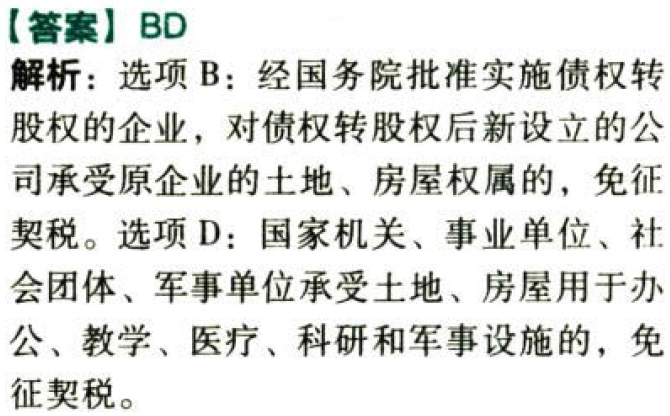 【答案】BD
解析：选项 B：经国务院批准实施债权转
股权的企业，对债权转股权后新设立的公
司承受原企业的土地、房屋权属的，免征
契税。选项 D：国家机关、事业单位、社
会团体、军事单位承受土地、房屋用于办
公、教学、医疗、科研和军事设施的，免
征契税。